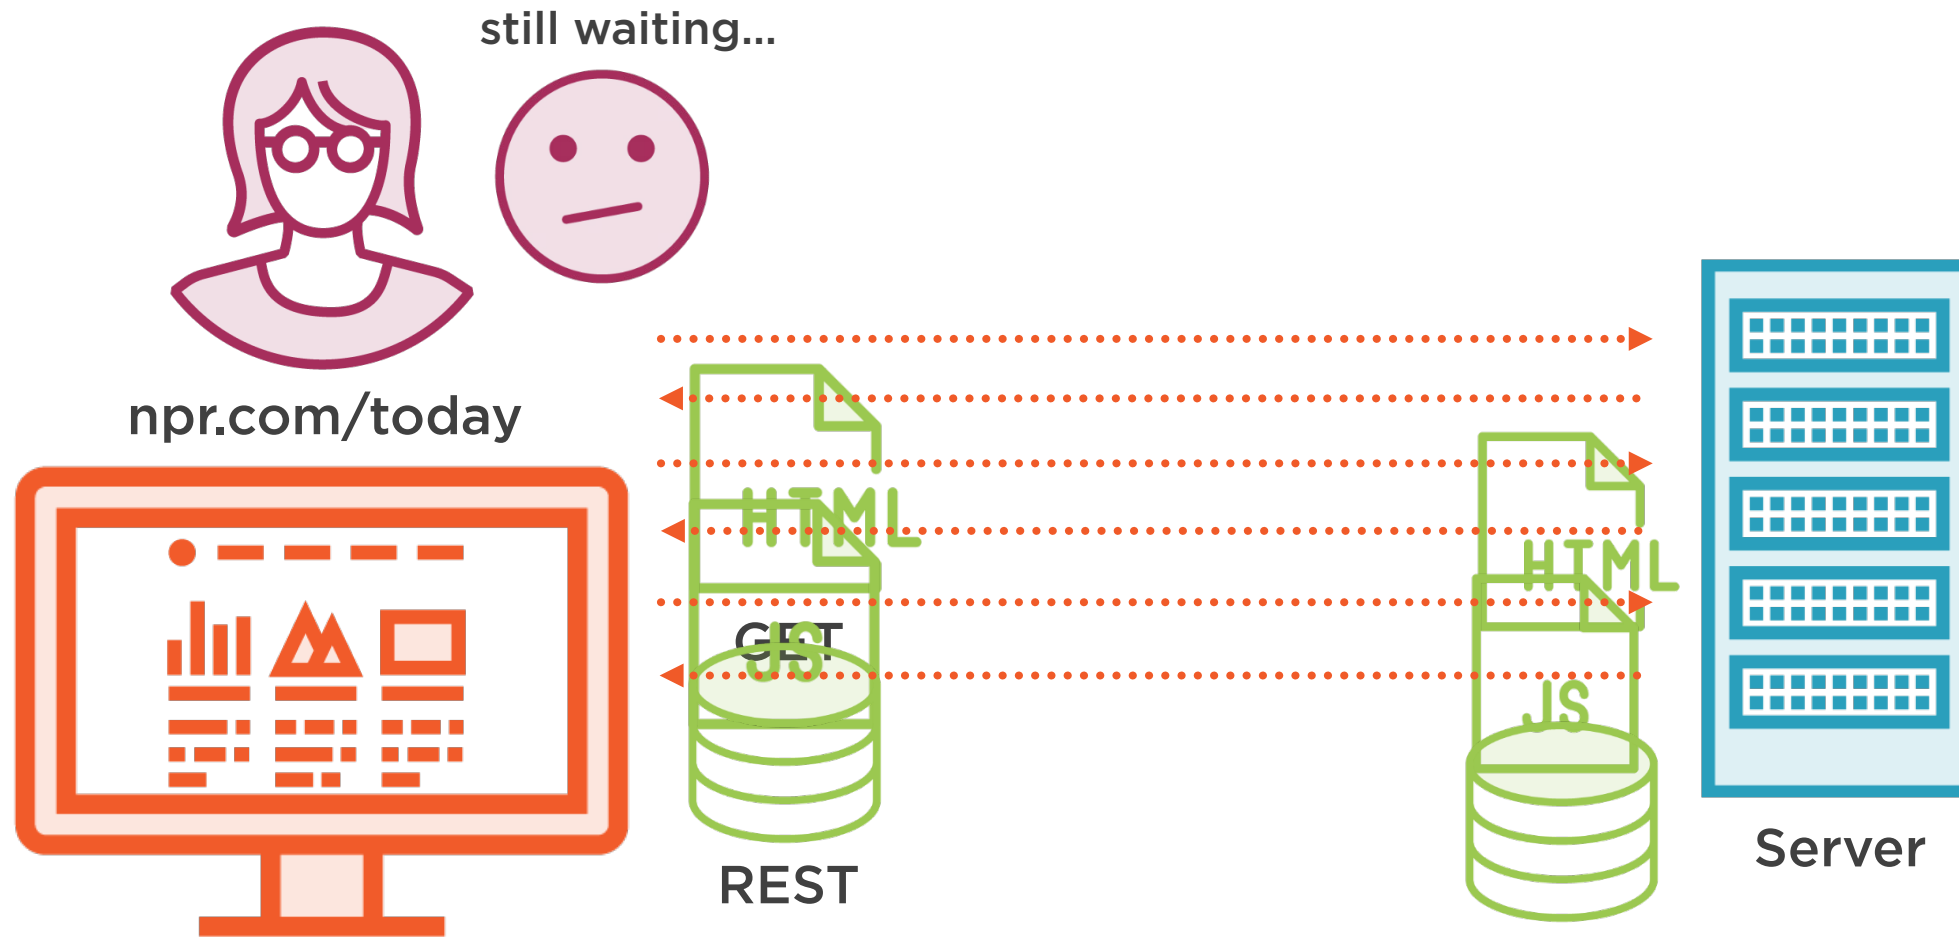 still waiting...
npr.com/today
HTML
HTML
GET
JS
JS
REST
Server